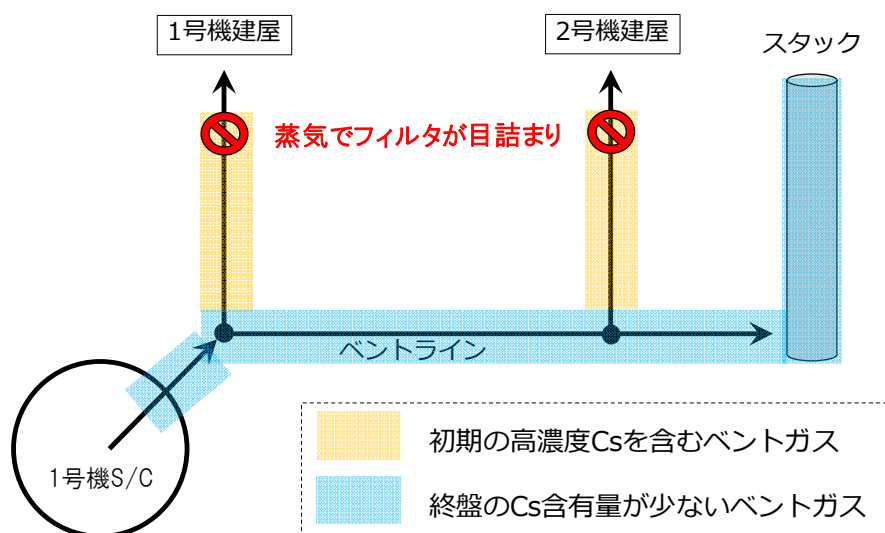 1号機建屋
2号機建屋
スタック
蒸気でフィルタが目詰まり
ベントライン
1号機S/C
初期の高濃度Csを含むベントガス
終盤のCs含有量が少ないベントガス